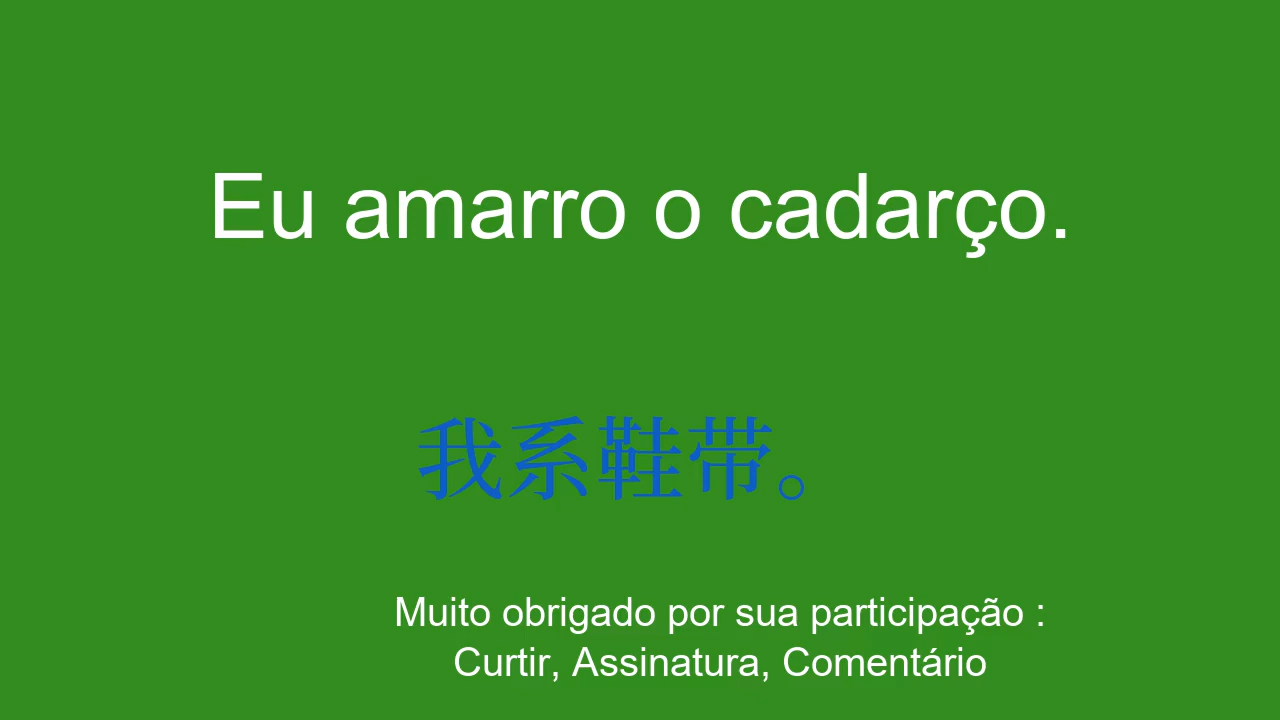 Eu amarro o cadarço.
我系鞋带。
Muito obrigado por sua participação :
Curtir, Assinatura, Comentário